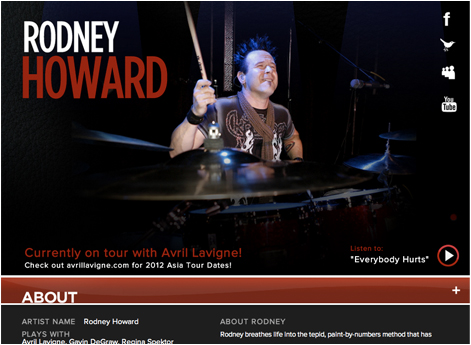 RODNEY
HOWARD
f
You
Tube
Currently on tour with Avril Lavigne!
Check out avrillavigne.com for 2012 Asia Tour Dates!
Listen to:
"Everybody Hurts"
ABOUT
+
ARTIST NAME Rodney Howard
PLAYS WITH
Avril Lavigne, Gavin DeGraw, Regina Spektor
ABOUT RODNEY
Rodney breathes life into the tepid, paint-by-numbers method that has